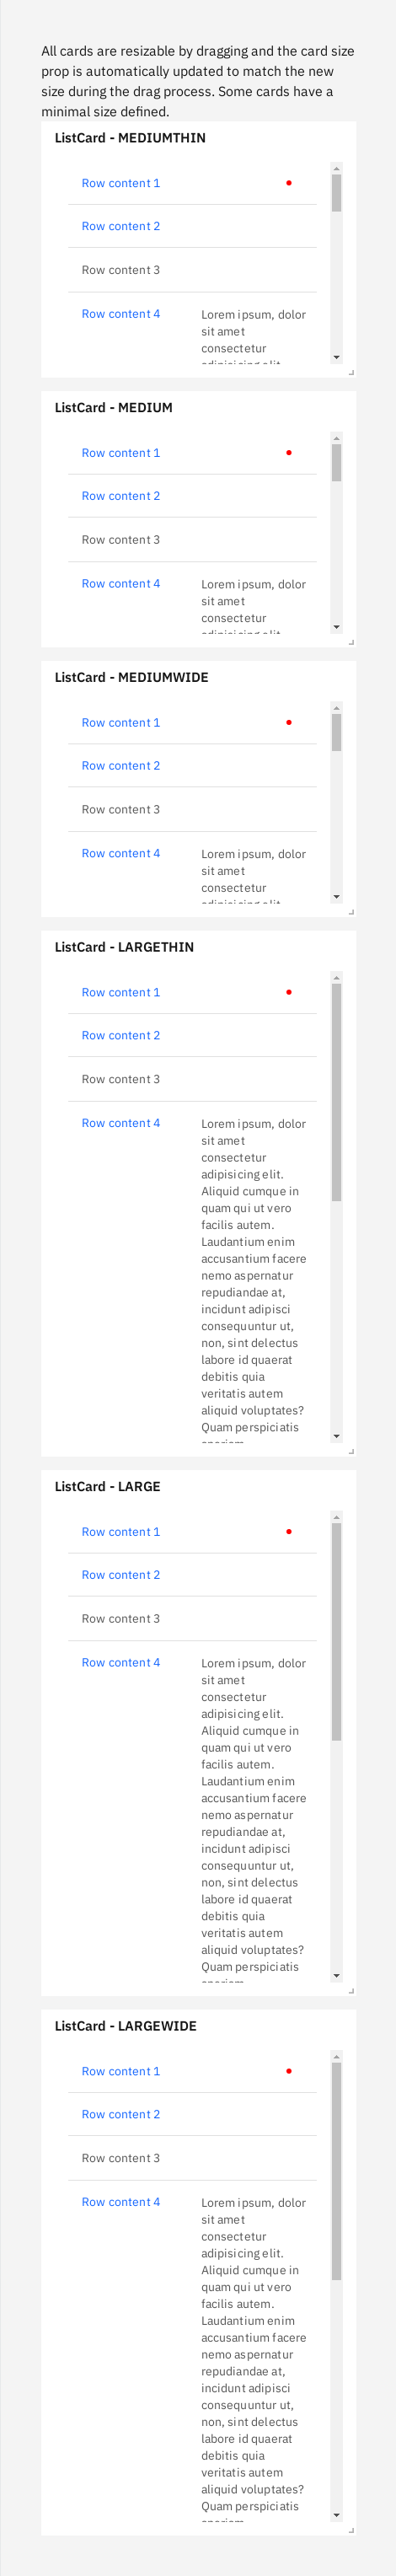 All cards are resizable by dragging and the card size
prop is automatically updated to match the new
size during the drag process. Some cards have a
minimal size defined.
ListCard - MEDIUMTHIN
Row content 1
Row content 2
Row content 3
Row content 4
Lorem ipsum, dolor
sit amet
consectetur
adipisicing elit.
ListCard - MEDIUM
Row content 1
Row content 2
Row content 3
Row content 4
Lorem ipsum, dolor
sit amet
consectetur
adipisicing elit.
ListCard - MEDIUMWIDE
Row content 1
Row content 2
Row content 3
Row content 4
Lorem ipsum, dolor
sit amet
consectetur
adipisicing elit.
ListCard - LARGETHIN
Row content 1
Row content 2
Row content 3
Row content 4
Lorem ipsum, dolor
sit amet
consectetur
adipisicing elit.
Aliquid cumque in
quam qui ut vero
facilis autem.
Laudantium enim
accusantium facere
nemo aspernatur
repudiandae at,
incidunt adipisci
consequuntur ut,
non, sint delectus
labore id quaerat
debitis quia
veritatis autem
aliquid voluptates?
Quam perspiciatis
ListCard - LARGE
Row content 1
Row content 2
Row content 3
Row content 4
Lorem ipsum, dolor
sit amet
consectetur
adipisicing elit.
Aliquid cumque in
quam qui ut vero
facilis autem.
Laudantium enim
accusantium facere
nemo aspernatur
repudiandae at,
incidunt adipisci
consequuntur ut,
non, sint delectus
labore id quaerat
debitis quia
veritatis autem
aliquid voluptates?
Quam perspiciatis
ListCard - LARGEWIDE
Row content 1
Row content 2
Row content 3
Row content 4
Lorem ipsum, dolor
sit amet
consectetur
adipisicing elit.
Aliquid cumque in
quam qui ut vero
facilis autem.
Laudantium enim
accusantium facere
nemo aspernatur
repudiandae at,
incidunt adipisci
consequuntur ut,
non, sint delectus
labore id quaerat
debitis quia
veritatis autem
aliquid voluptates?
Quam perspiciatis